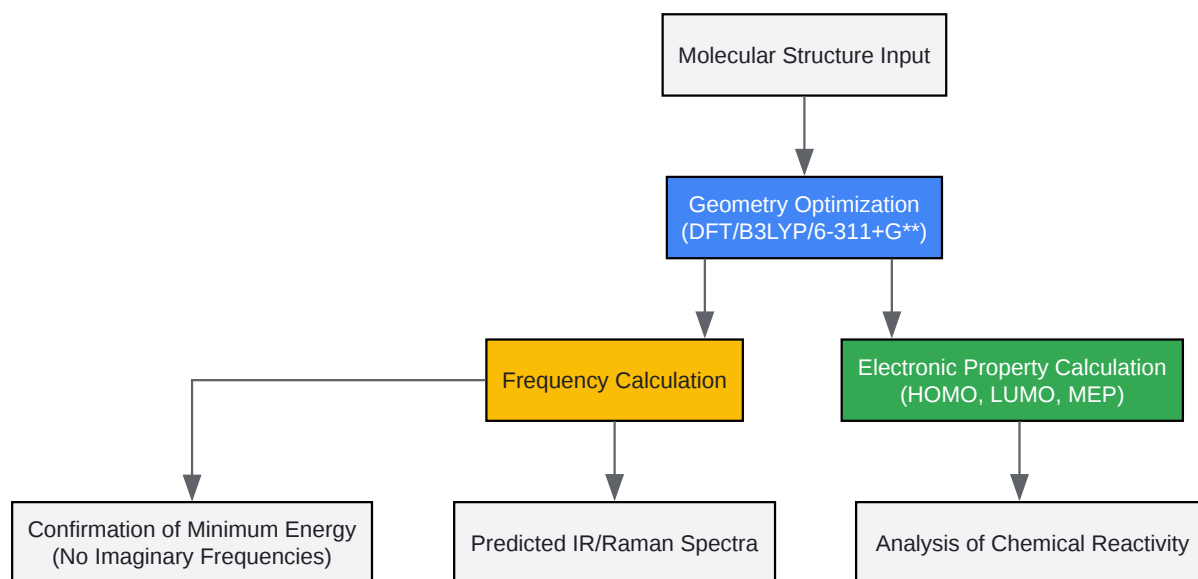 Molecular Structure Input
Geometry Optimization
(DFT/B3LYP/6-311+G**)
Frequency Calculation
Electronic Property Calculation
(HOMO, LUMO, MEP)
Confirmation of Minimum Energy
(No Imaginary Frequencies)
Predicted IR/Raman Spectra
Analysis of Chemical Reactivity